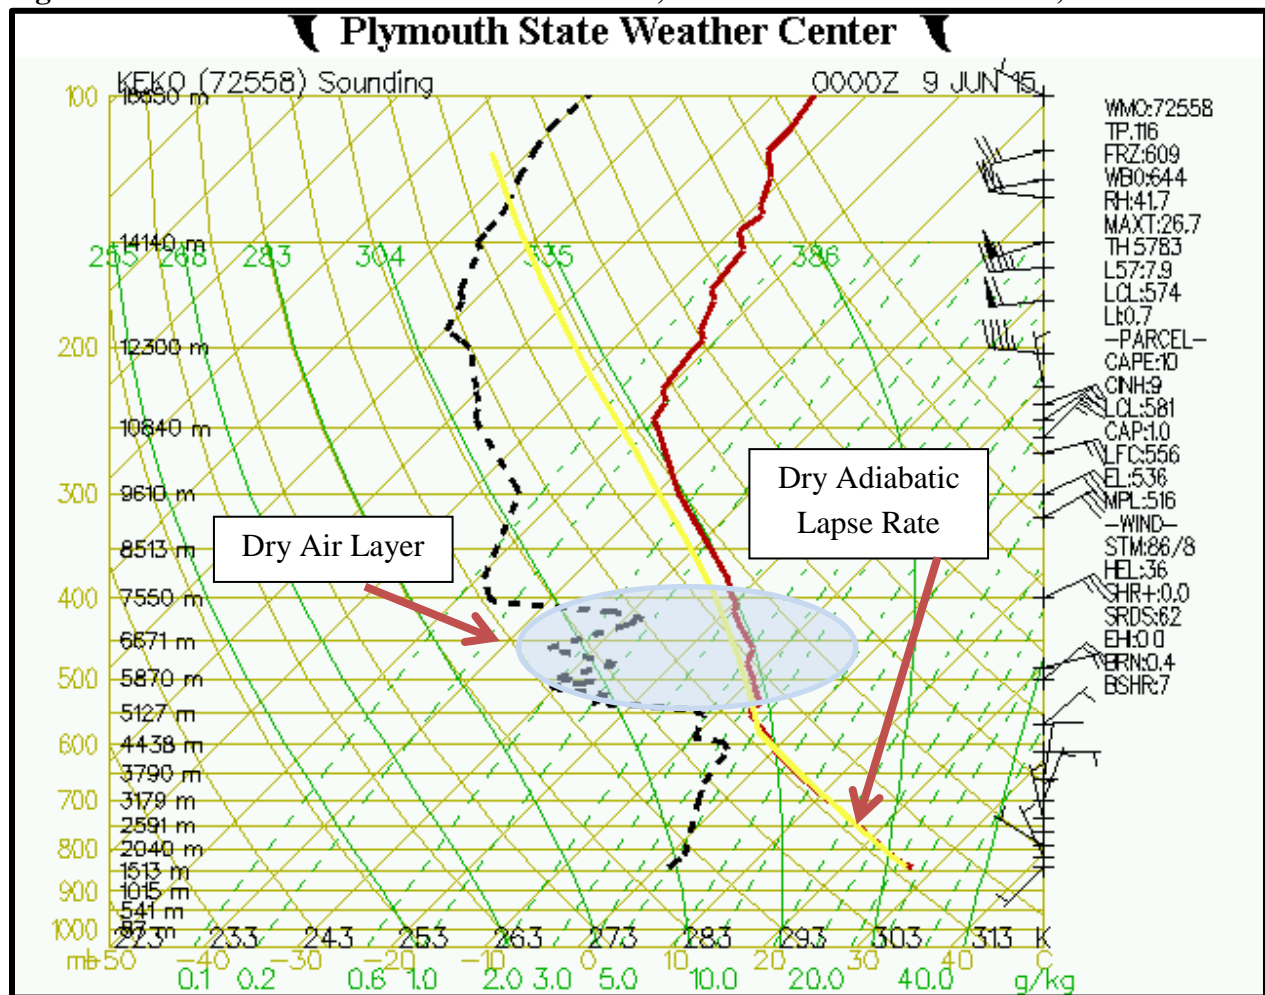 Plymouth State Weather Center
KEKO (72558) Sounding
0000Z 9 JUN 15
WMO:72558
TP:116
FRZ:609
WB0:644
RH:41.7
MAXT:26.7
TH:5783
L57:7.9
LCL:574
LI:0.7
-PARCEL-
CAPE:10
CINH:9
LCL:581
CAP:1.0
LFC:556
EL:536
MPL:516
-WIND-
STM:86/8
HEL:36
SHR+:0.0
SRDS:62
EHI:0.0
BRN:0.4
BSHR:7
100
14140 m
255 268 283 304 335 386
200 12300 m
10840 m
300 9610 m
8513 m
400 7550 m
6671 m
500 5870 m
5127 m
600 4438 m
3790 m
700 3179 m
2591 m
800 2040 m
1513 m
900 1015 m
541 m
1000
Dry Air Layer
Dry Adiabatic
Lapse Rate
223 233 243 253 263 273 283 293 303 313 K
mb -50 -40 -30 -20 -10 0 10 20 30 40 C
0.1 0.2 0.6 1.0 2.0 3.0 5.0 10.0 20.0 40.0 g/kg